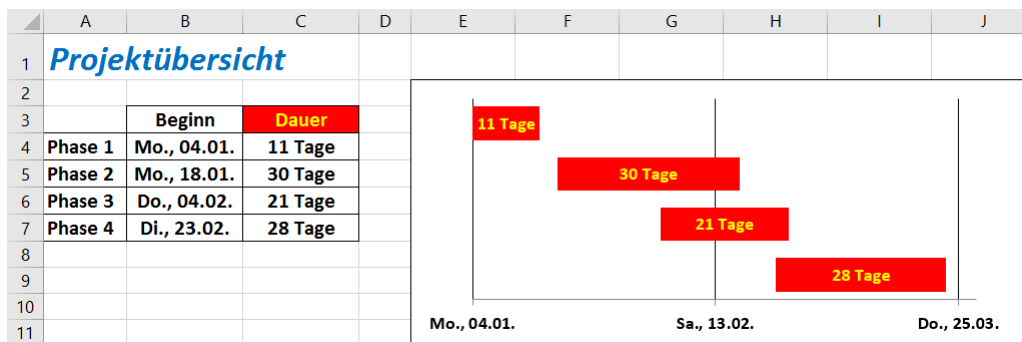 A B C D E F G H I J
1 Projektübersicht
2
3 Beginn Dauer
4 Phase 1 Mo., 04.01. 11 Tage
5 Phase 2 Mo., 18.01. 30 Tage
6 Phase 3 Do., 04.02. 21 Tage
7 Phase 4 Di., 23.02. 28 Tage
8
9
10
11
11 Tage
30 Tage
21 Tage
28 Tage
Mo., 04.01. Sa., 13.02. Do., 25.03.